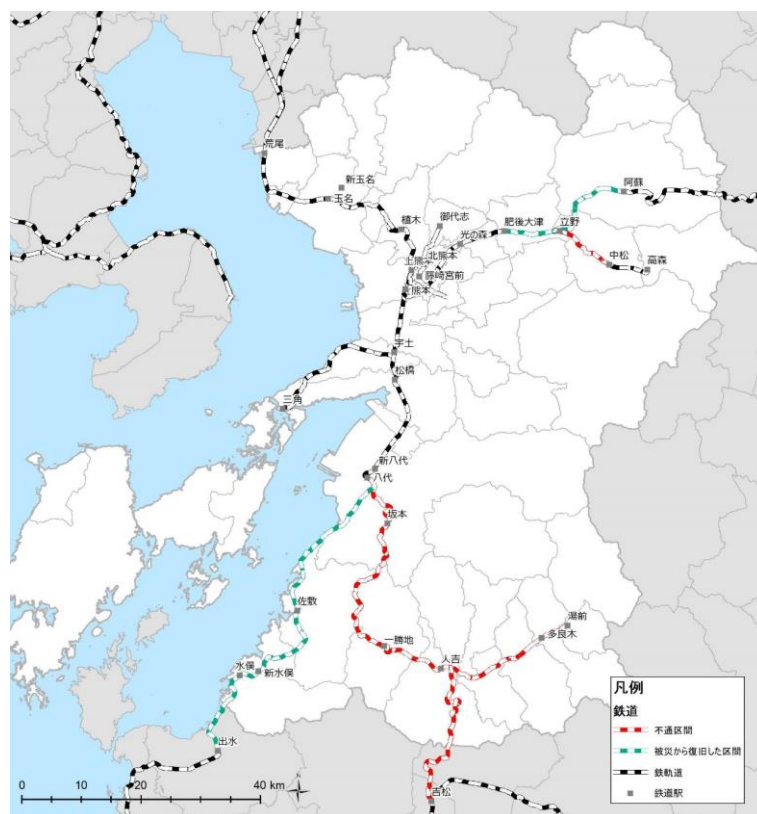 荒尾
新玉名
玉名
阿蘇
植木
御代志
肥後大津
立野
光の森
北熊本
上熊本
中松
高森
藤崎宮前
熊本
宇土
松橋
三角
新八代
八代
坂本
佐敷
湯前
多良木
一勝地
人吉
水俣
新水俣
出水
吉松
凡例
鉄道
不通区間
被災から復旧した区間
鉄軌道
鉄道駅
0 10 20 40 km